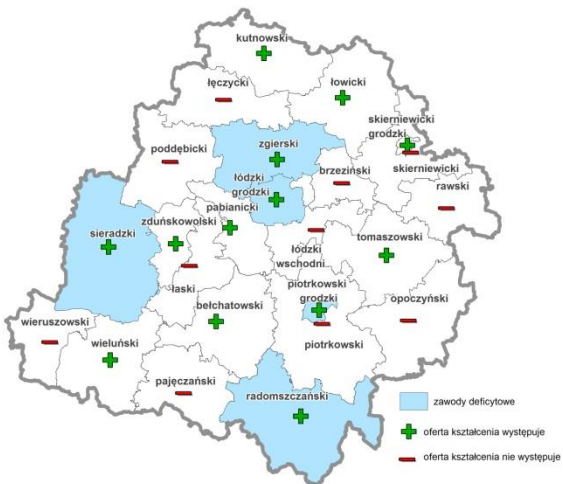 kutnowski
łęczycki
łowicki
skierniewicki
grodzki
zgierski
poddębicki
brzeziński
skierniewicki
łódzki
grodzki
rawski
pabianicki
zduńskowolski
sieradzki
łódzki
wschodni
tomaszowski
łaski
piotrkowski
grodzki
bełchatowski
opoczyński
wieruszowski
wieluński
piotrkowski
pajęczański
radomszczański
zawody deficytowe
oferta kształcenia występuje
oferta kształcenia nie występuje